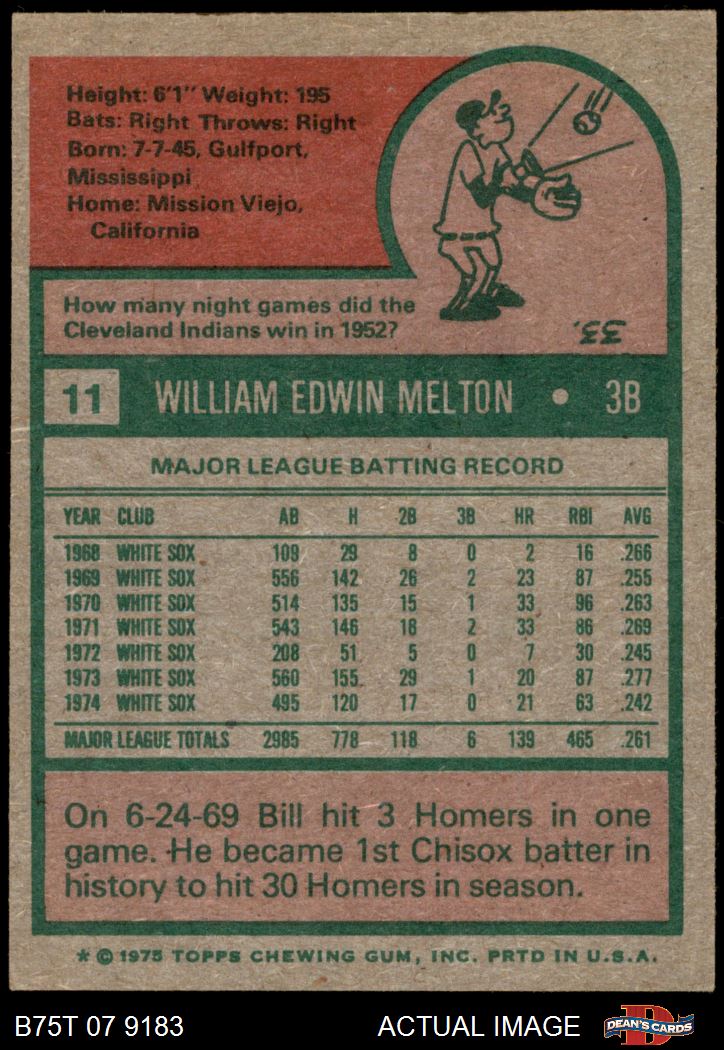 Height: 6'1" Weight: 195
Bats: Right Throws: Right
Born: 7-7-45, Gulfport,
Mississippi
Home: Mission Viejo,
California
How many night games did the
Cleveland Indians win in 1952?
33.
11 WILLIAM EDWIN MELTON • 3B
MAJOR LEAGUE BATTING RECORD
YEAR CLUB AB H 2B 3B HR RBI AVG
1968 WHITE SOX 109 29 8 0 2 16 .266
1969 WHITE SOX 556 142 26 2 23 87 .255
1970 WHITE SOX 514 135 15 1 33 96 .263
1971 WHITE SOX 543 146 18 2 33 86 .269
1972 WHITE SOX 208 51 5 0 7 30 .245
1973 WHITE SOX 560 155 29 1 20 87 .277
1974 WHITE SOX 495 120 17 0 21 63 .242
MAJOR LEAGUE TOTALS 2985 778 118 6 139 465 .261
On 6-24-69 Bill hit 3 Homers in one
game. He became 1st Chisox batter in
history to hit 30 Homers in season.
* © 1975 TOPPS CHEWING GUM, INC. PRTD IN U.S.A.
B75T 07 9183 ACTUAL IMAGE D DEAN'S CARDS